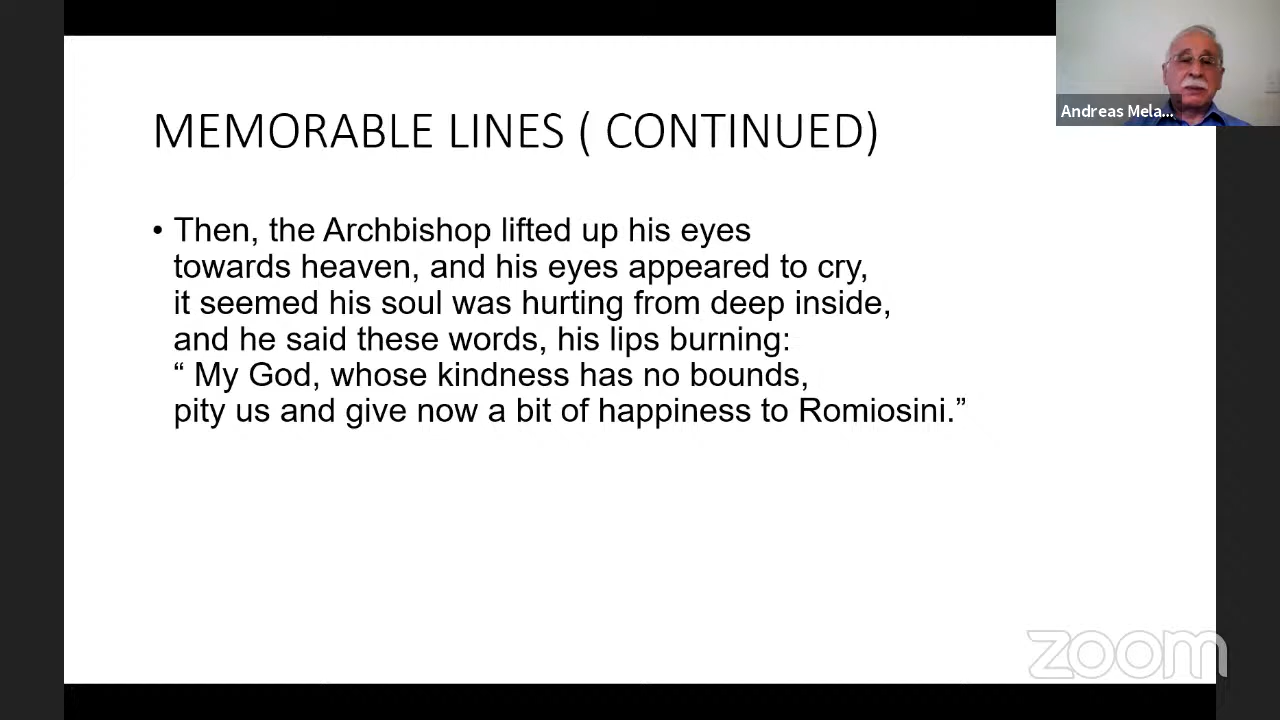 Andreas Mela...
MEMORABLE LINES ( CONTINUED)
• Then, the Archbishop lifted up his eyes
towards heaven, and his eyes appeared to cry,
it seemed his soul was hurting from deep inside,
and he said these words, his lips burning:
“ My God, whose kindness has no bounds,
pity us and give now a bit of happiness to Romiosini.”
zoom